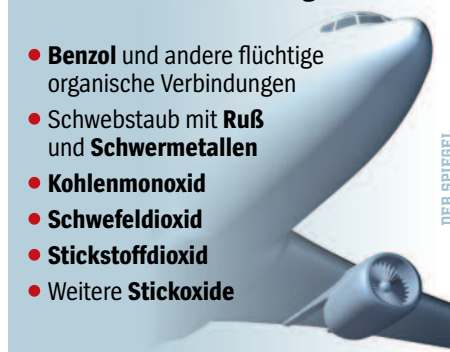 • Benzol und andere flüchtige
organische Verbindungen
• Schwebstaub mit Ruß
und Schwermetallen
• Kohlenmonoxid
• Schwefeldioxid
• Stickstoffdioxid
• Weitere Stickoxide
DER SPIEGEL